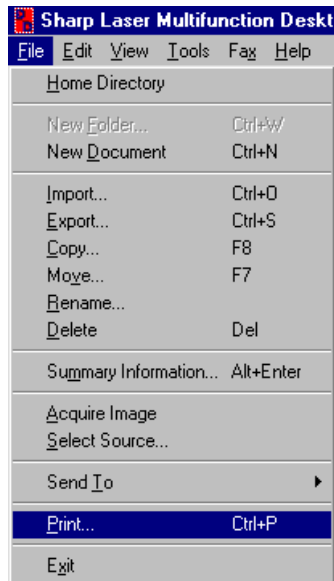 Sharp Laser Multifunction Deskt
File Edit View Tools Fax Help
Home Directory
New Folder... Ctrl+W
New Document Ctrl+N
Import... Ctrl+O
Export... Ctrl+S
Copy... F8
Move... F7
Rename...
Delete Del
Summary Information... Alt+Enter
Acquire Image
Select Source...
Send To
Print... Ctrl+P
Exit